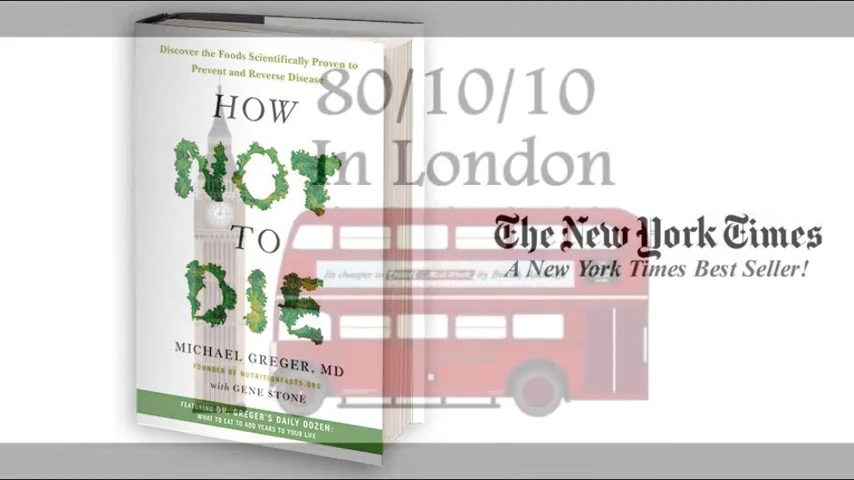 Discover the Foods Scientifically Proven to
Prevent and Reverse Disease
HOW
NOT
TO
DIE
MICHAEL GREGER, MD
FOUNDER OF NUTRITIONFACTS.ORG
with GENE STONE
FEATURING DR. GREGER'S DAILY DOZEN:
WHAT TO EAT TO ADD YEARS TO YOUR LIFE
80/10/10
In London
The New York Times
A New York Times Best Seller!